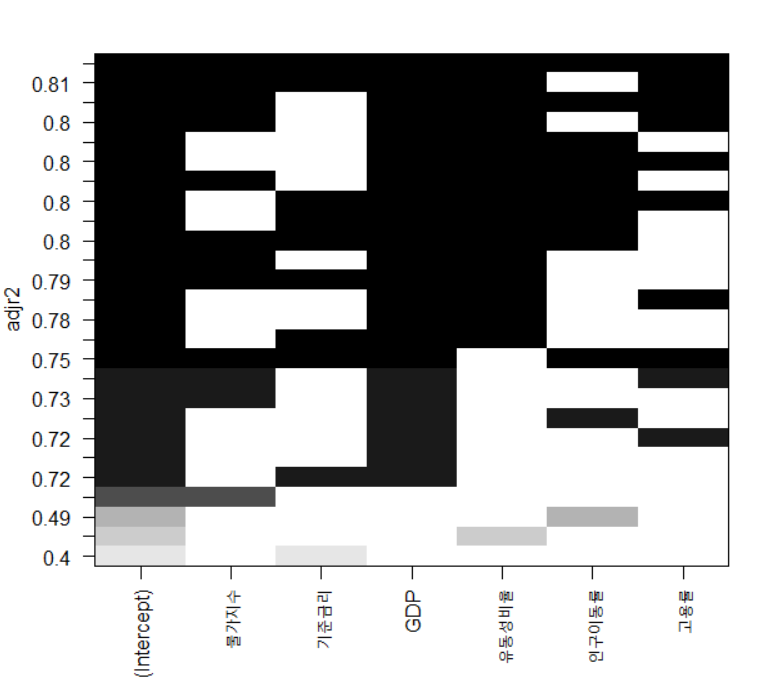 adjr2
0.81
0.8
0.8
0.8
0.8
0.79
0.78
0.75
0.73
0.72
0.72
0.49
0.4
(Intercept)
물가지수
기준금리
GDP
유동성비율
인구이동률
고용률